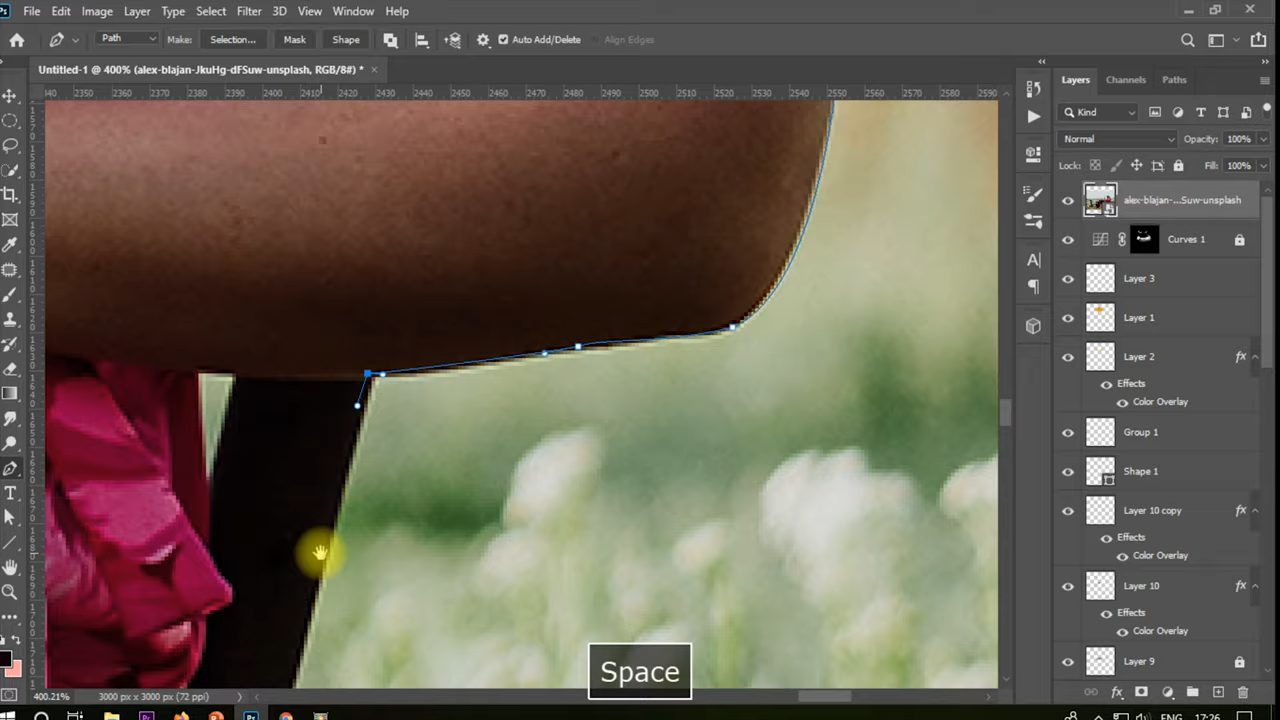 File Edit Image Layer Type Select Filter 3D View Window Help
Path Make: Selection... Mask Shape Auto Add/Delete Align Edges
Untitled-1 @ 400% (alex-blajan-JkuHg-dFSuw-unsplash, RGB/8#) *
2350 2360 2370 2380 2390 2400 2410 2420 2430 2440 2450 2460 2470 2480 2490 2500 2510 2520 2530 2540 2550 2560 2570 2580 2590
Layers Channels Paths
Kind
Normal Opacity: 100%
Lock: Fill: 100%
alex-blajan-...Suw-unsplash
Curves 1
Layer 3
Layer 1
Layer 2 fx
Effects
Color Overlay
Group 1
Shape 1
Layer 10 copy fx
Effects
Color Overlay
Layer 10 fx
Effects
Color Overlay
Layer 9
Space
400.21% 3000 px x 3000 px (72 ppi)
ENG 17:26